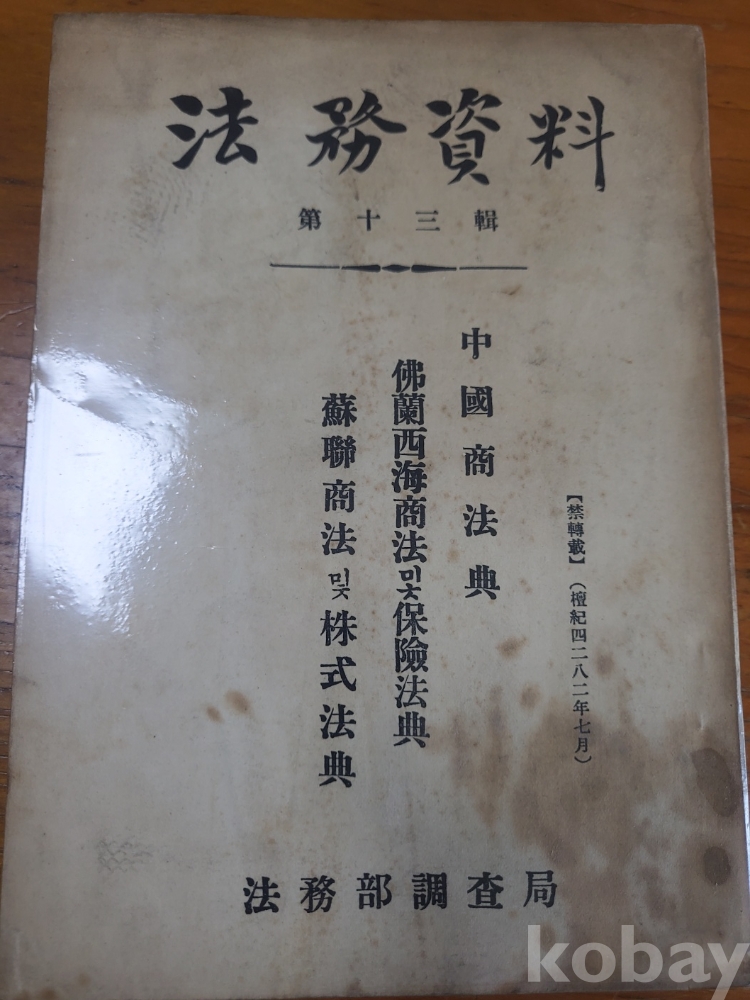 法務資料
第十三輯
【禁轉載】（檀紀四二八二年七月）
中國商法典
佛蘭西海商法및保險法典
蘇聯商法및株式法典
法務部調査局
kobay